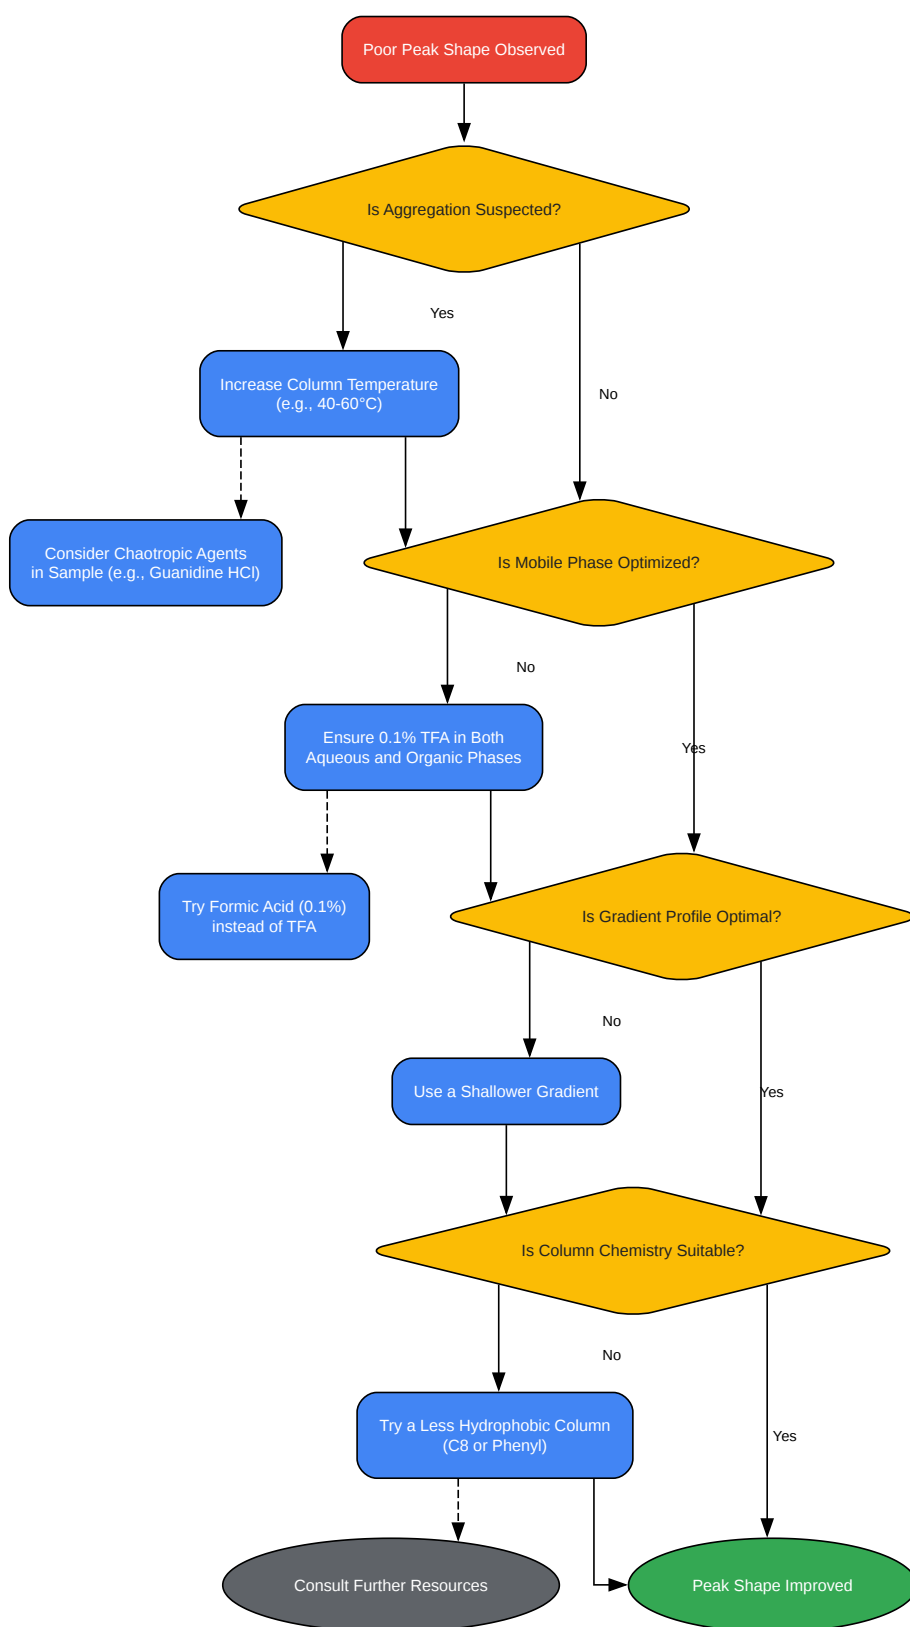 Poor Peak Shape Observed
Is Aggregation Suspected?
Yes
Increase Column Temperature
(e.g., 40-60°C)
No
Consider Chaotropic Agents
in Sample (e.g., Guanidine HCl)
Is Mobile Phase Optimized?
No
Ensure 0.1% TFA in Both
Aqueous and Organic Phases
Yes
Try Formic Acid (0.1%)
instead of TFA
Is Gradient Profile Optimal?
No
Use a Shallower Gradient
Yes
Is Column Chemistry Suitable?
No
Try a Less Hydrophobic Column
(C8 or Phenyl)
Yes
Consult Further Resources
Peak Shape Improved